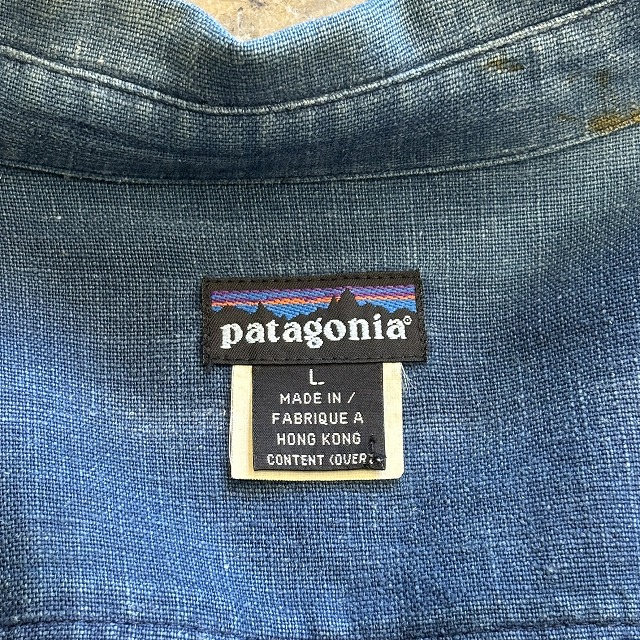 patagonia®
L
MADE IN /
FABRIQUE A
HONG KONG
CONTENT (OVER)